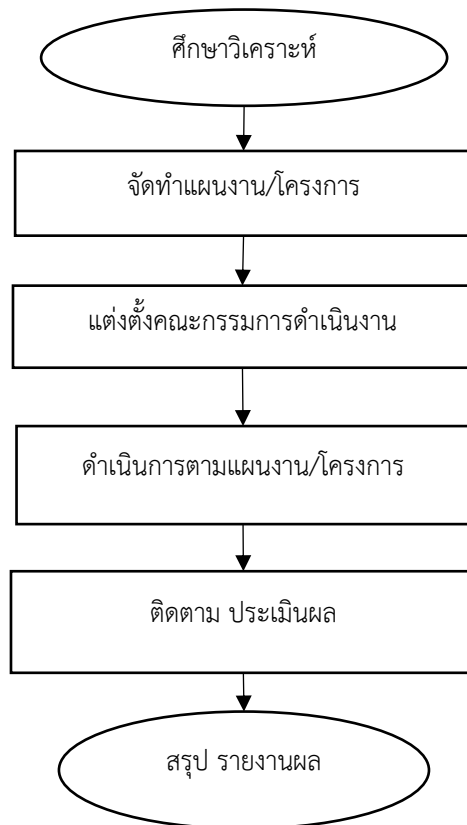 ศึกษาวิเคราะห์
จัดทำแผนงาน/โครงการ
แต่งตั้งคณะกรรมการดำเนินงาน
ดำเนินการตามแผนงาน/โครงการ
ติดตาม ประเมินผล
สรุป รายงานผล